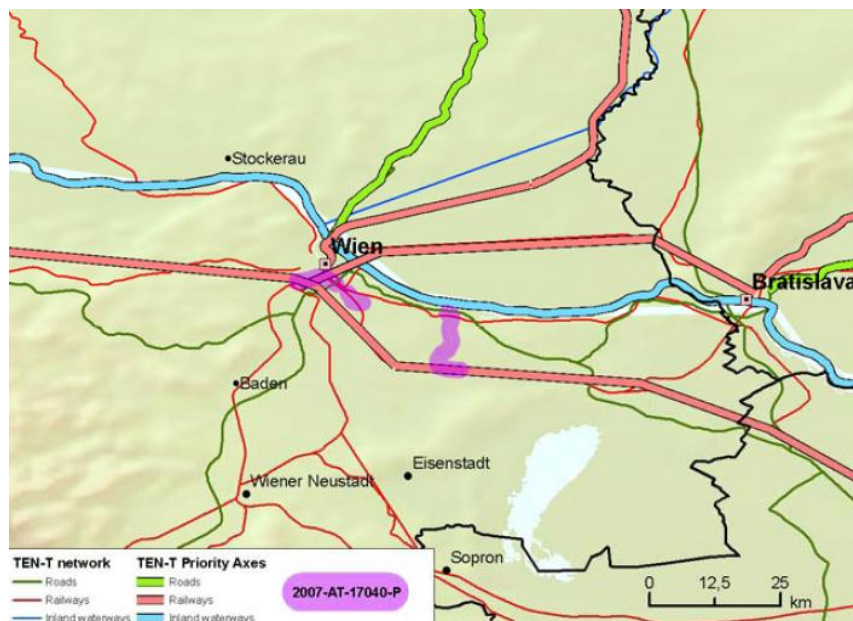 Stockerau
Wien
Bratislava
Baden
Eisenstadt
Wiener Neustadt
Sopron
TEN-T network
Roads
Railways
Inland waterways
TEN-T Priority Axes
Roads
Railways
Inland waterways
2007-AT-17040-P
0 12,5 25
km